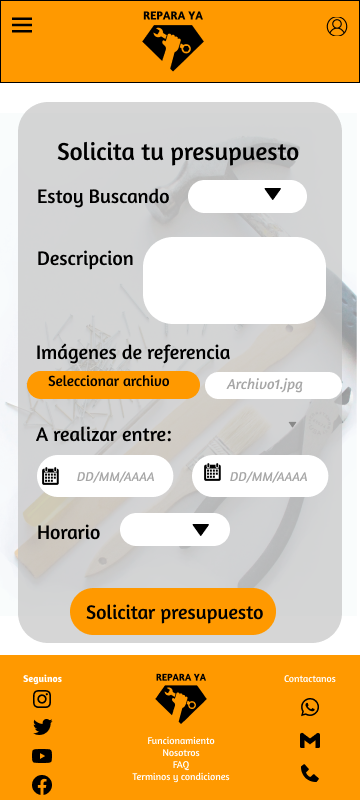 REPARA YA
Solicita tu presupuesto
Estoy Buscando
Descripcion
Imágenes de referencia
Seleccionar archivo
Archivo1.jpg
A realizar entre:
DD/MM/AAAA
DD/MM/AAAA
Horario
Solicitar presupuesto
Seguinos
REPARA YA
Contactanos
Funcionamiento
Nosotros
FAQ
Terminos y condiciones